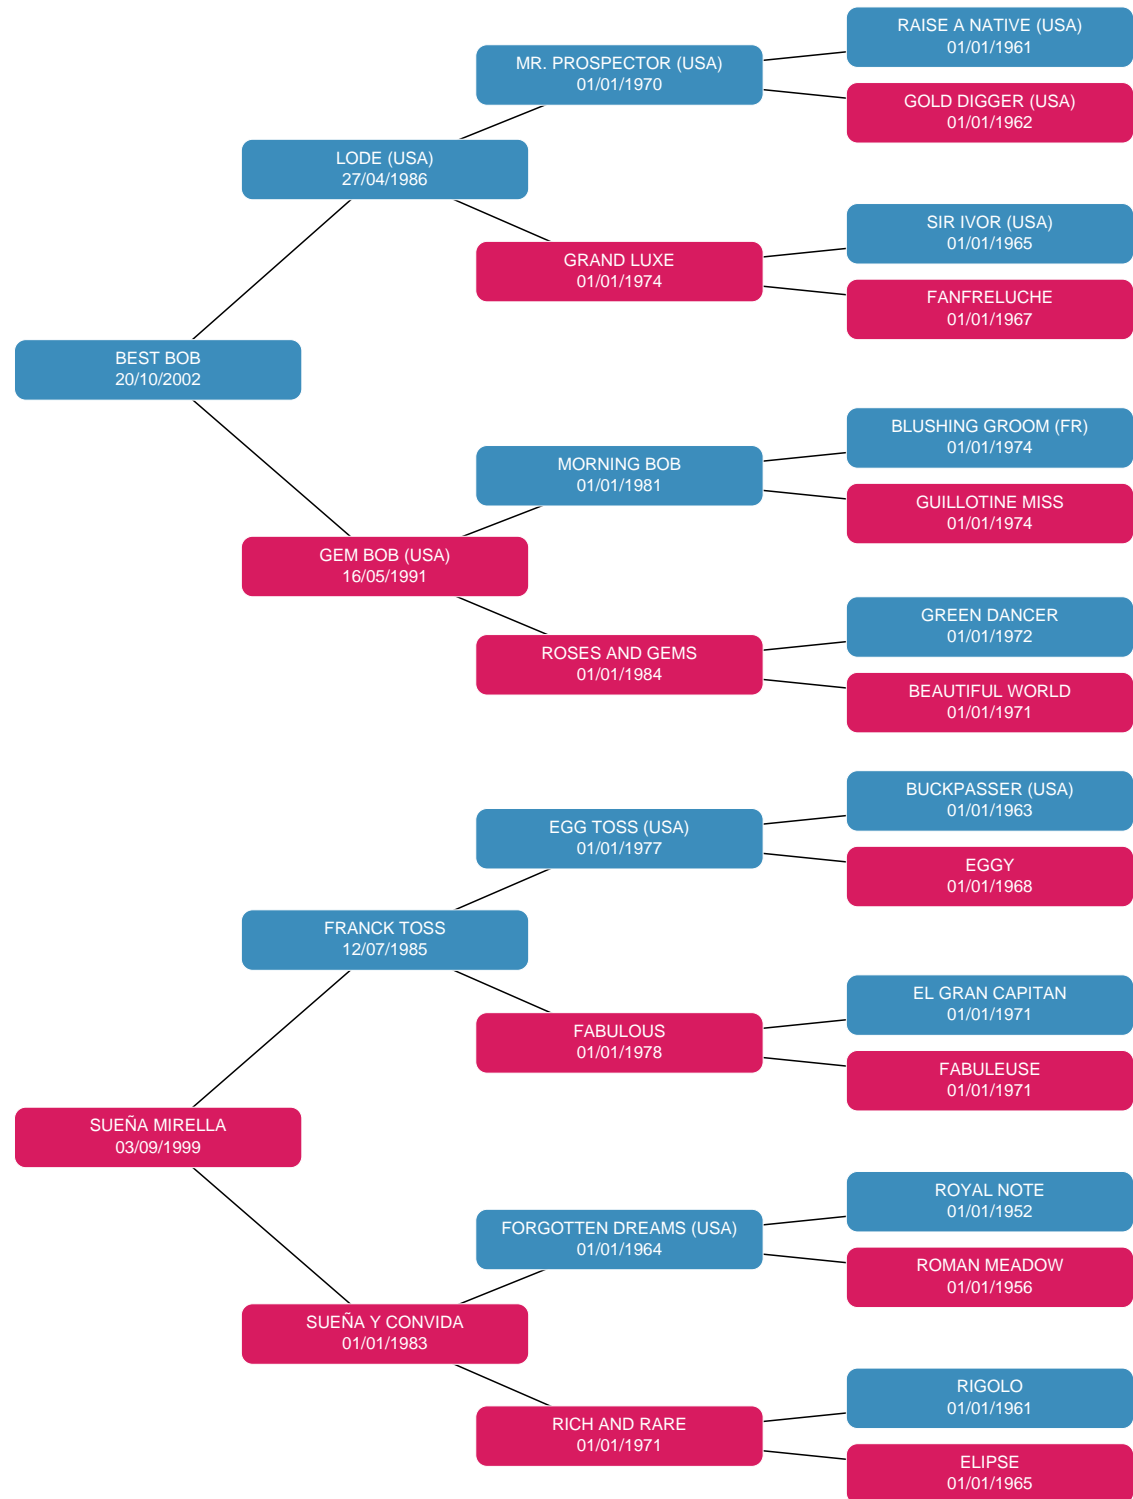 RAISE A NATIVE (USA)
01/01/1961
MR. PROSPECTOR (USA)
01/01/1970
GOLD DIGGER (USA)
01/01/1962
LODE (USA)
27/04/1986
SIR IVOR (USA)
01/01/1965
GRAND LUXE
01/01/1974
FANFRELUCHE
01/01/1967
BEST BOB
20/10/2002
BLUSHING GROOM (FR)
01/01/1974
MORNING BOB
01/01/1981
GUILLOTINE MISS
01/01/1974
GEM BOB (USA)
16/05/1991
GREEN DANCER
01/01/1972
ROSES AND GEMS
01/01/1984
BEAUTIFUL WORLD
01/01/1971
BUCKPASSER (USA)
01/01/1963
EGG TOSS (USA)
01/01/1977
EGGY
01/01/1968
FRANCK TOSS
12/07/1985
EL GRAN CAPITAN
01/01/1971
FABULOUS
01/01/1978
FABULEUSE
01/01/1971
SUEÑA MIRELLA
03/09/1999
ROYAL NOTE
01/01/1952
FORGOTTEN DREAMS (USA)
01/01/1964
ROMAN MEADOW
01/01/1956
SUEÑA Y CONVIDA
01/01/1983
RIGOLO
01/01/1961
RICH AND RARE
01/01/1971
ELIPSE
01/01/1965